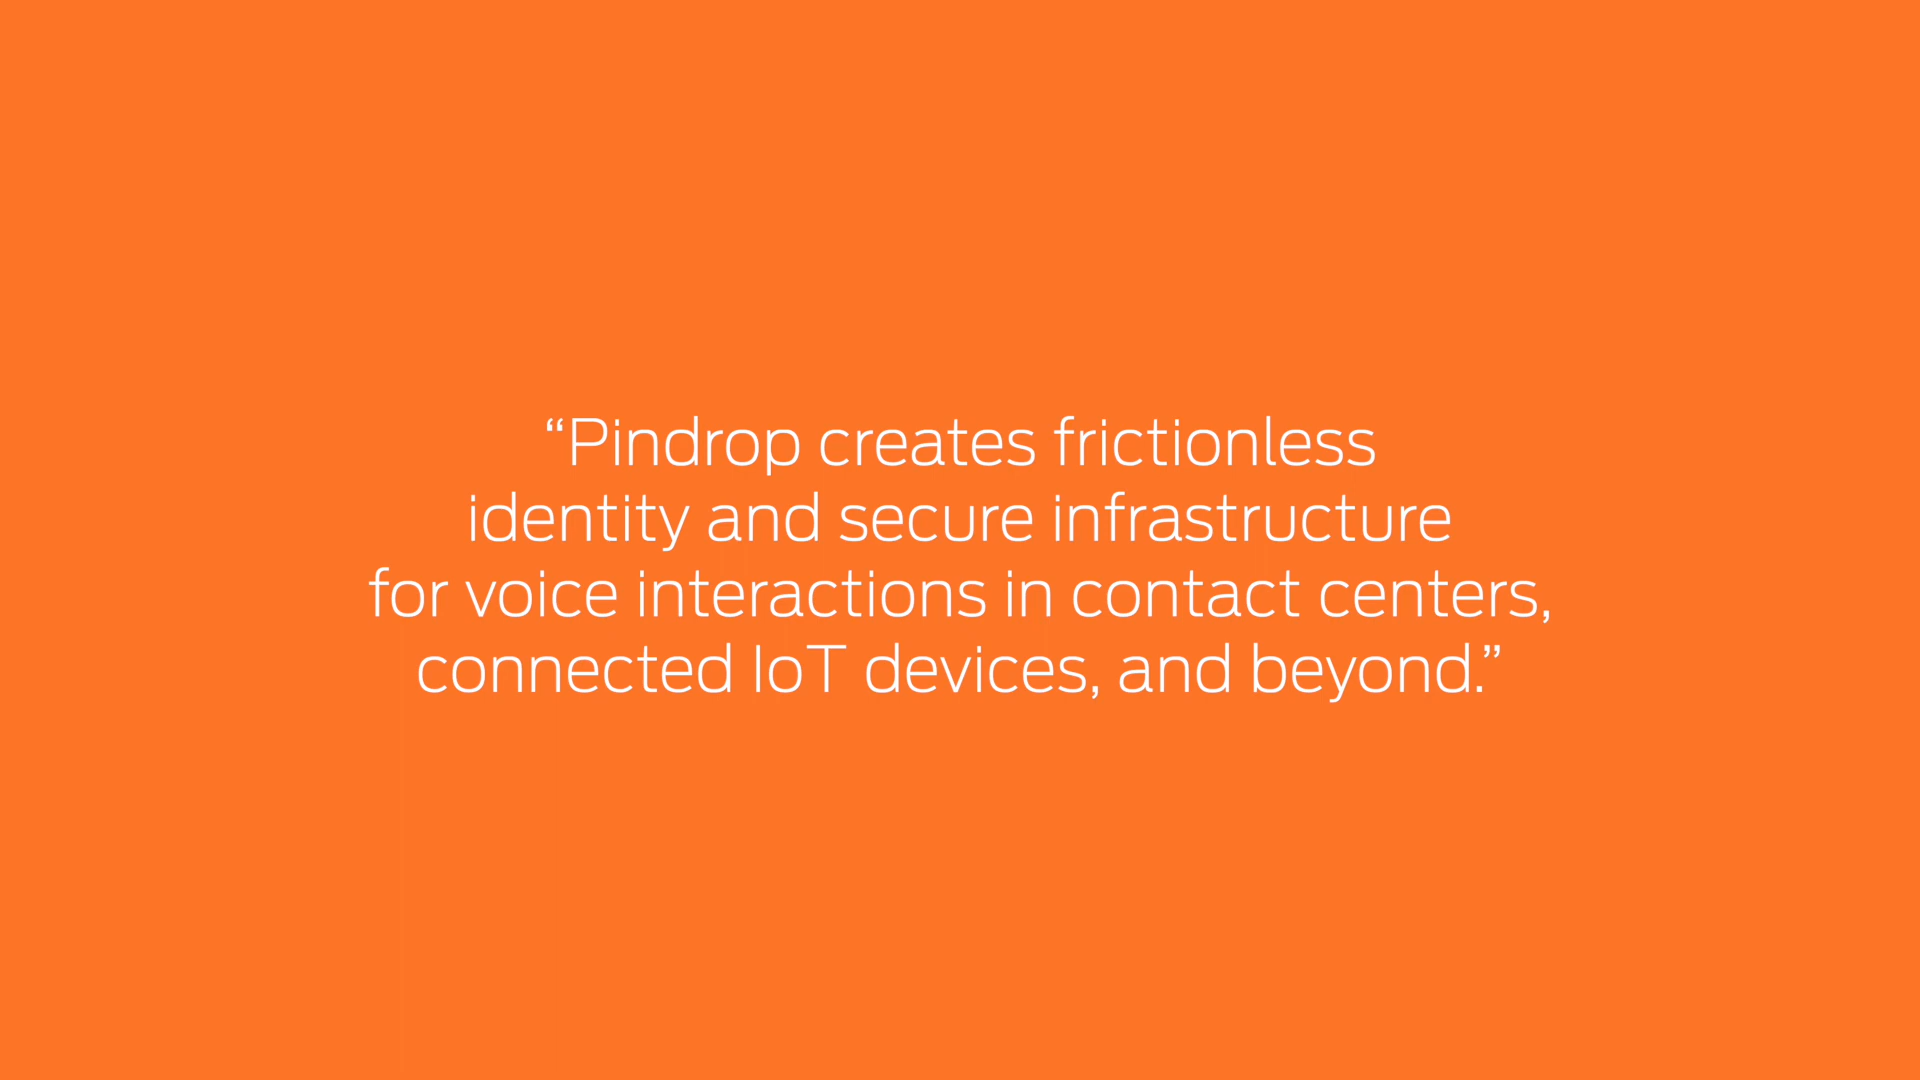 “Pindrop creates frictionless
identity and secure infrastructure
for voice interactions in contact centers,
connected IoT devices, and beyond.”